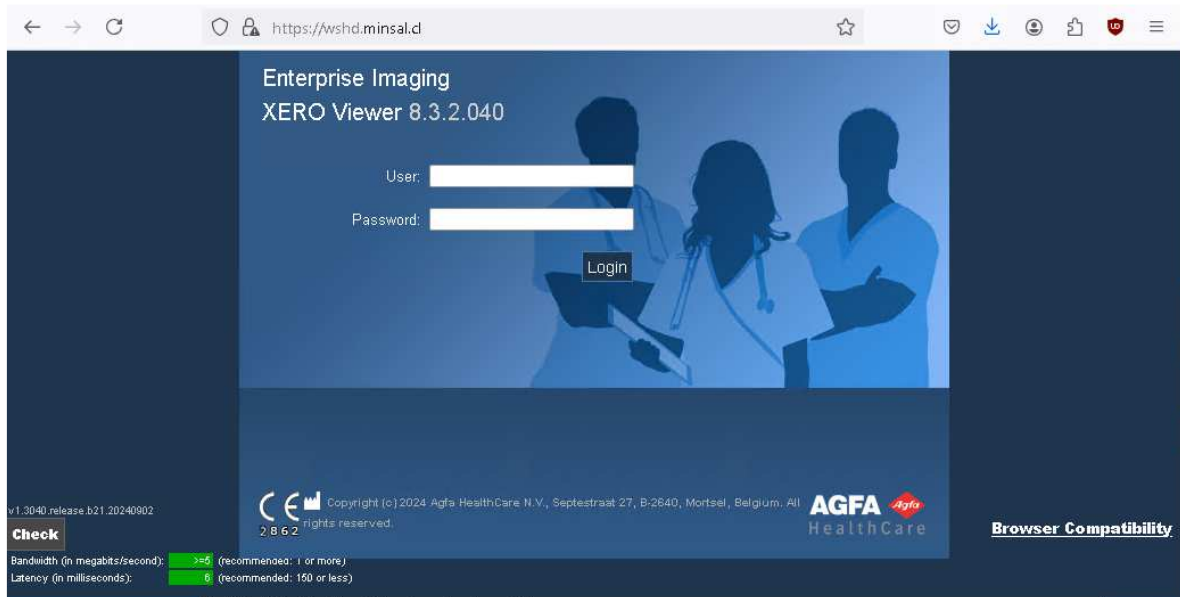 https://wshd.minsal.cl
Enterprise Imaging
XERO Viewer 8.3.2.040
User:
Password:
Login
CE 2862
Copyright (c) 2024 Agfa HealthCare N.V., Septestraat 27, B-2640, Mortsel, Belgium. All
rights reserved.
AGFA Agfa
HealthCare
v1.3040.release.b21.20240902
Check
Browser Compatibility
Bandwidth (in megabits/second): >=5 (recommended: 1 or more)
Latency (in milliseconds): 6 (recommended: 150 or less)